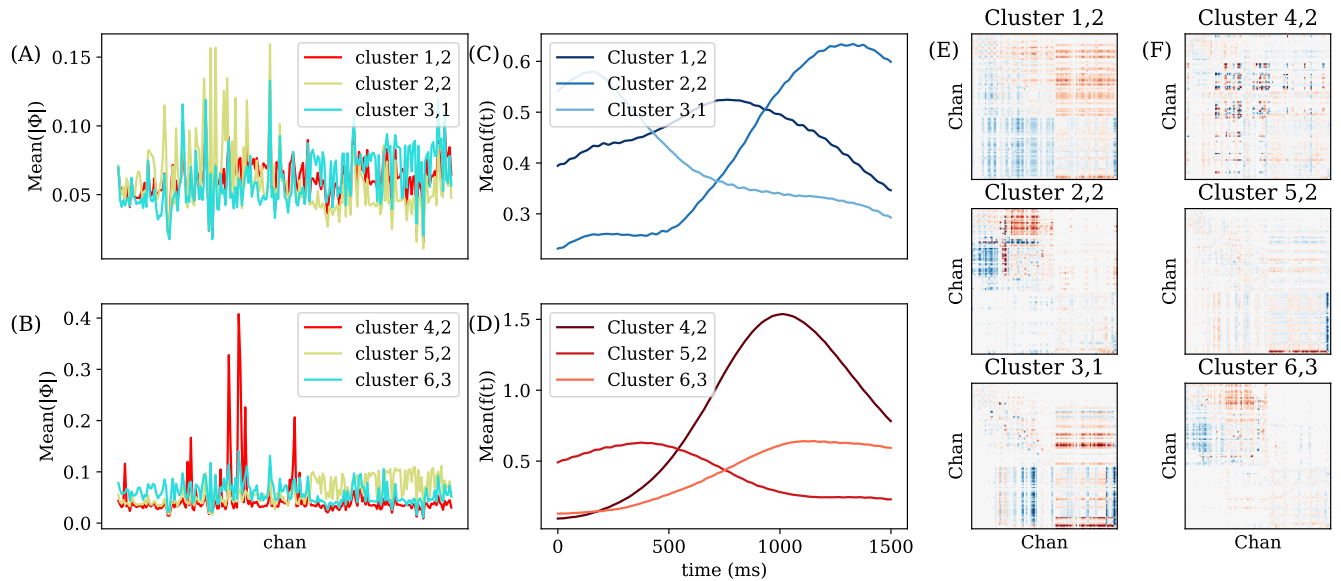 (A)
Mean(|Φ|)
0.15
0.10
0.05
cluster 1,2
cluster 2,2
cluster 3,1
(B)
Mean(|Φ|)
0.4
0.3
0.2
0.1
0.0
cluster 4,2
cluster 5,2
cluster 6,3
chan
(C)
Mean(f(t))
0.6
0.5
0.4
0.3
Cluster 1,2
Cluster 2,2
Cluster 3,1
(D)
Mean(f(t))
1.5
1.0
0.5
Cluster 4,2
Cluster 5,2
Cluster 6,3
0 500 1000 1500
time (ms)
(E)
Cluster 1,2
Chan
Cluster 2,2
Chan
Cluster 3,1
Chan
Chan
(F)
Cluster 4,2
Chan
Cluster 5,2
Chan
Cluster 6,3
Chan
Chan